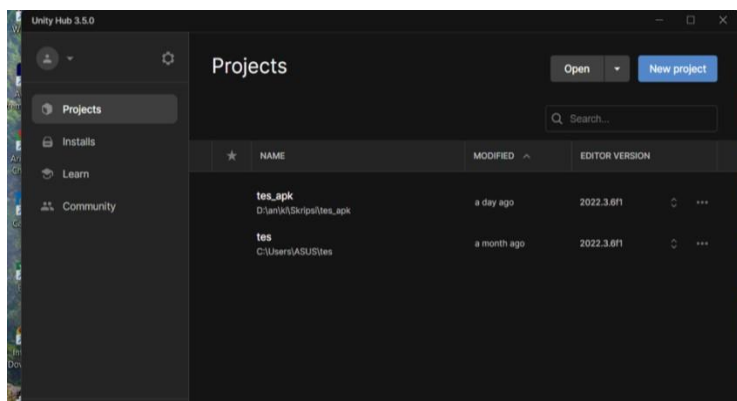 Unity Hub 3.5.0
Projects
Open
New project
Projects
Installs
Learn
Community
Search...
NAME MODIFIED EDITOR VERSION
tes_apk
D:\an\ki\Skripsi\tes_apk
a day ago 2022.3.6f1
tes
C:\Users\ASUS\tes
a month ago 2022.3.6f1